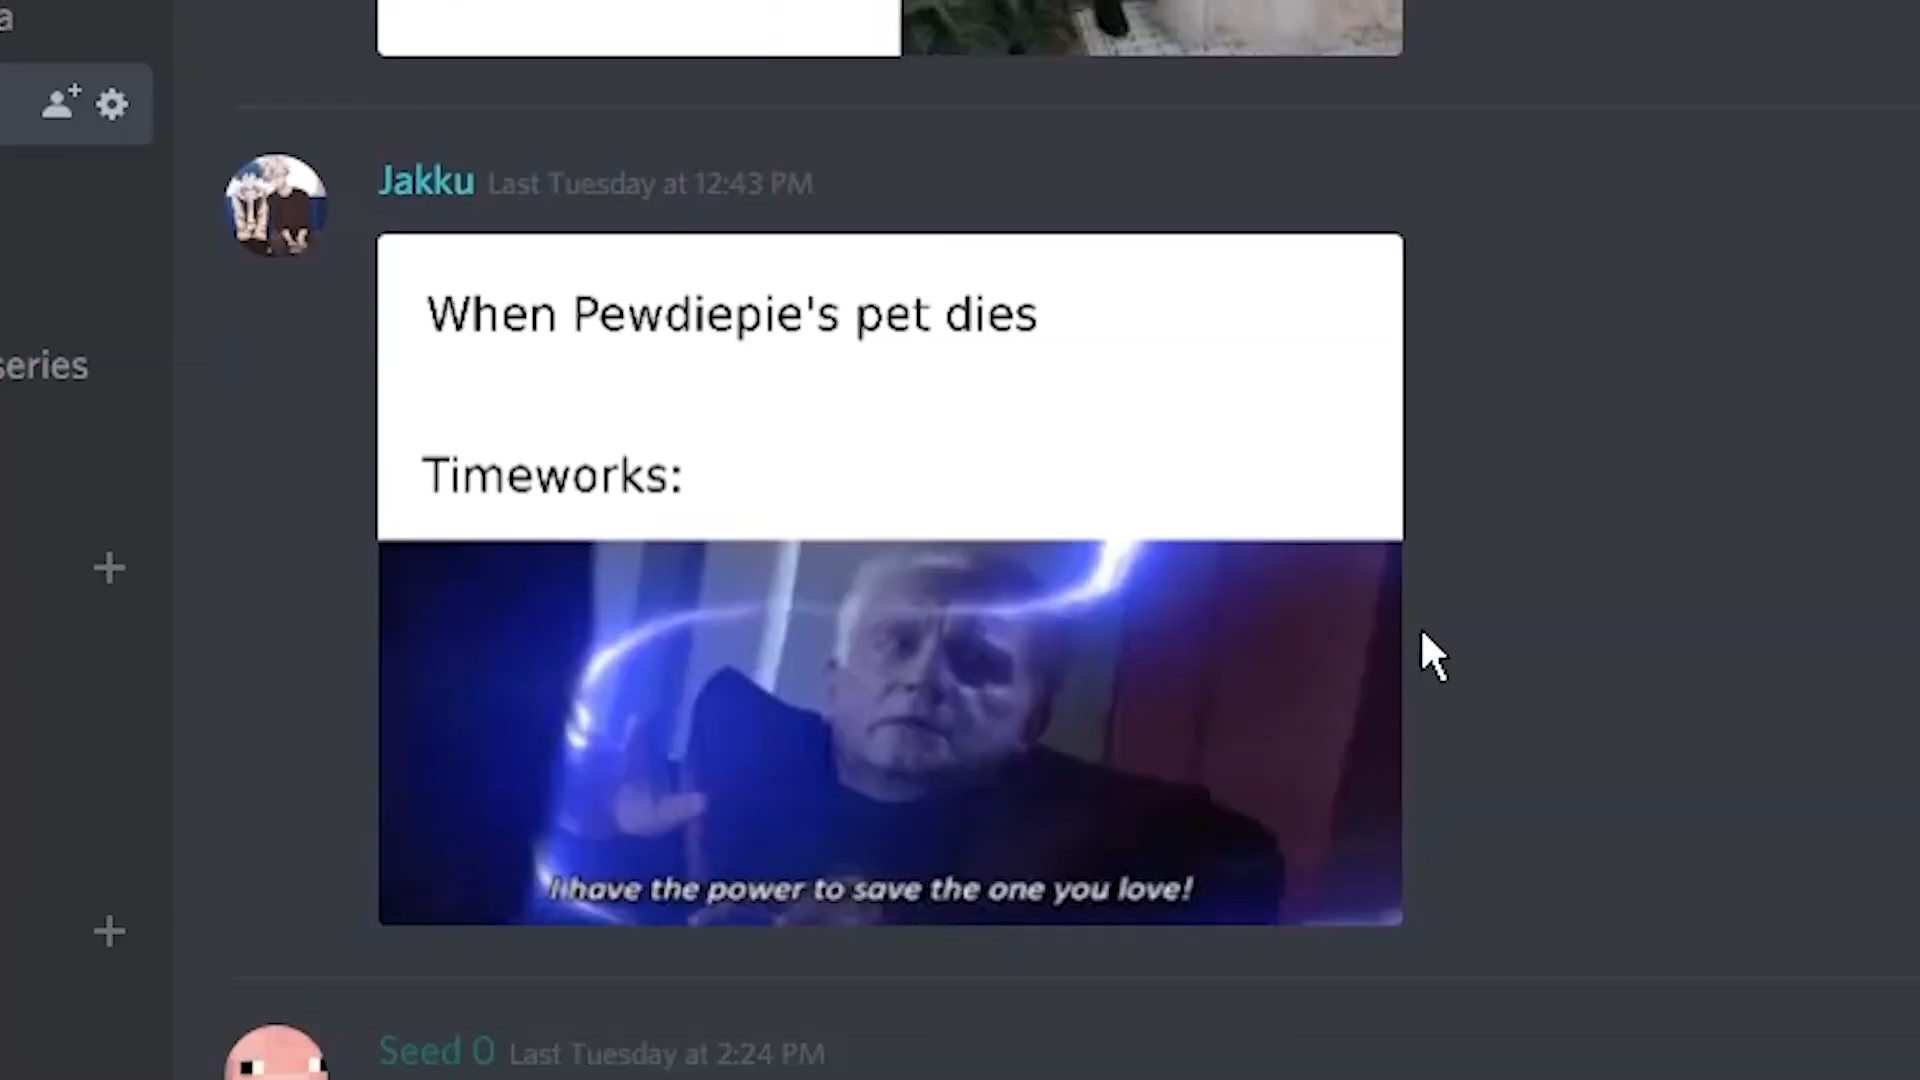 a
Jakku Last Tuesday at 12:43 PM
When Pewdiepie's pet dies
series
Timeworks:
I have the power to save the one you love!
Seed O Last Tuesday at 2:24 PM